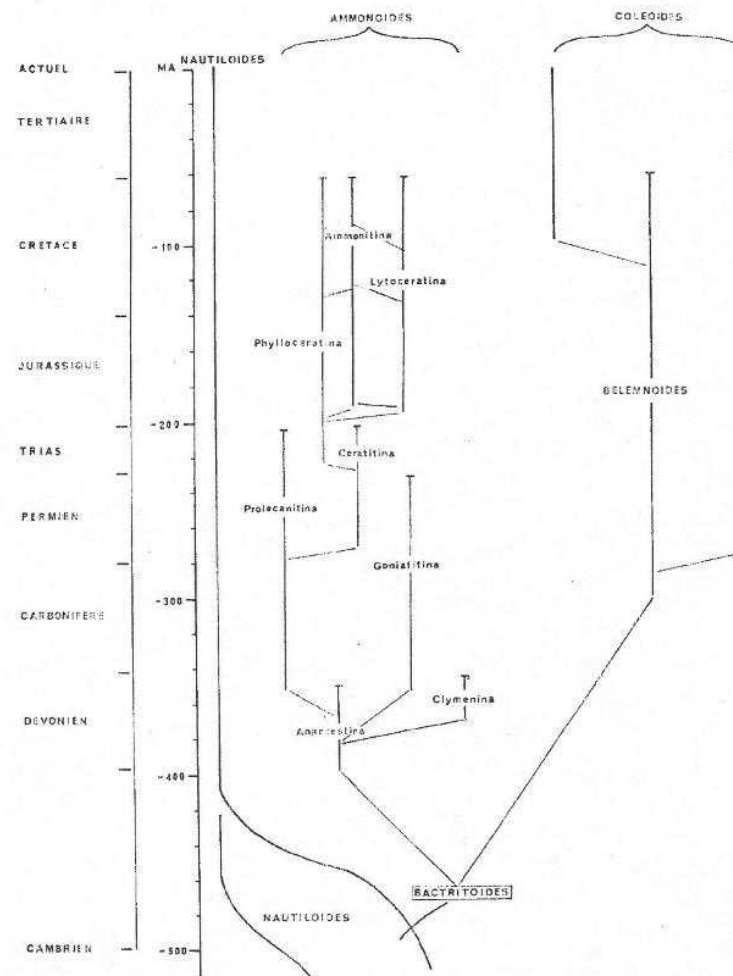 AMMONOIDES
COLEOIDES
ACTUEL
MA
NAUTILOIDES
TERTIAIRE
CRETACE
-100
Ammonitina
Lytoceratina
Phylloceratina
JURASSIQUE
BELEMNOIDES
-200
TRIAS
Ceratitina
Prolecanitina
PERMIEN
Goniatitina
-300
CARBONIFERE
Clymenina
DEVONIEN
Anarcestina
-400
BACTRITOIDES
NAUTILOIDES
CAMBRIEN
-500